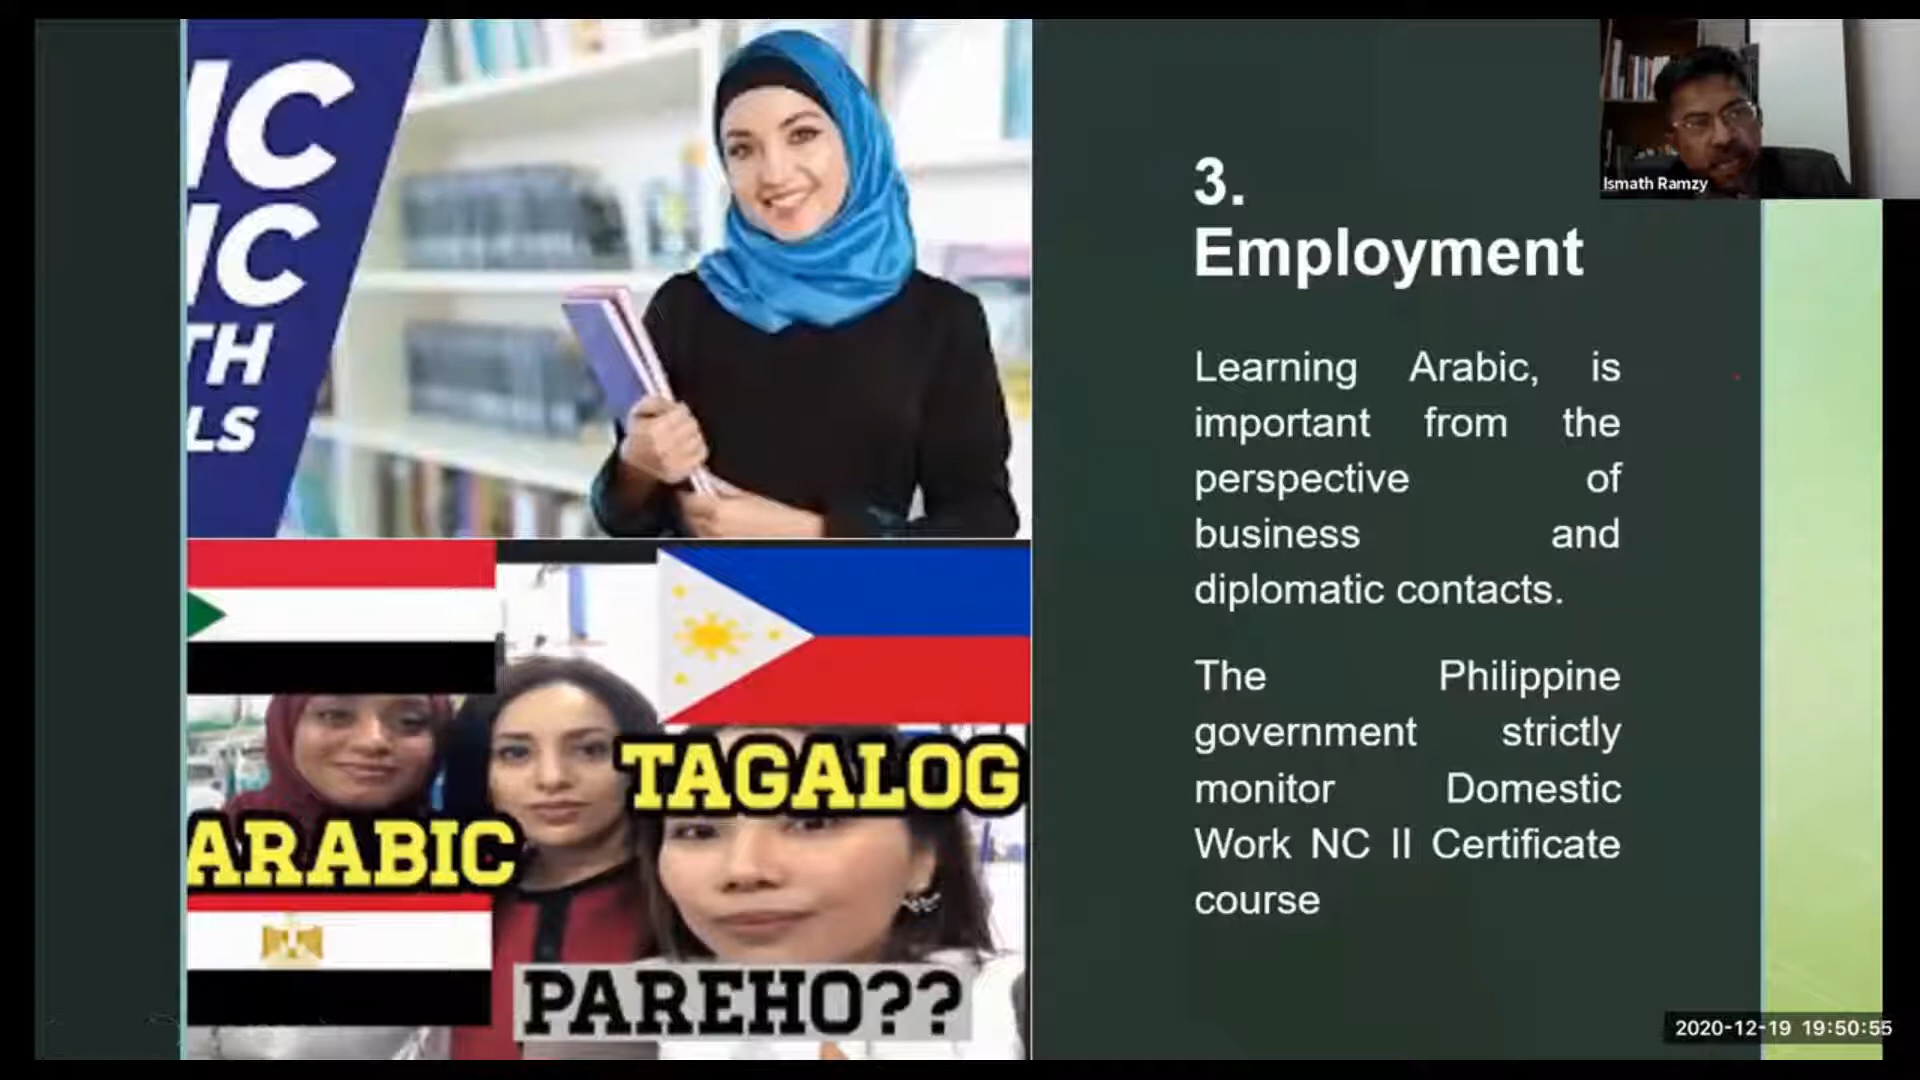 IC
IC
TH
LS
TAGALOG
ARABIC
PAREHO??
3.
Employment
Learning Arabic, is
important from the
perspective of
business and
diplomatic contacts.
The Philippine
government strictly
monitor Domestic
Work NC II Certificate
course
Ismath Ramzy
2020-12-19 19:50:55